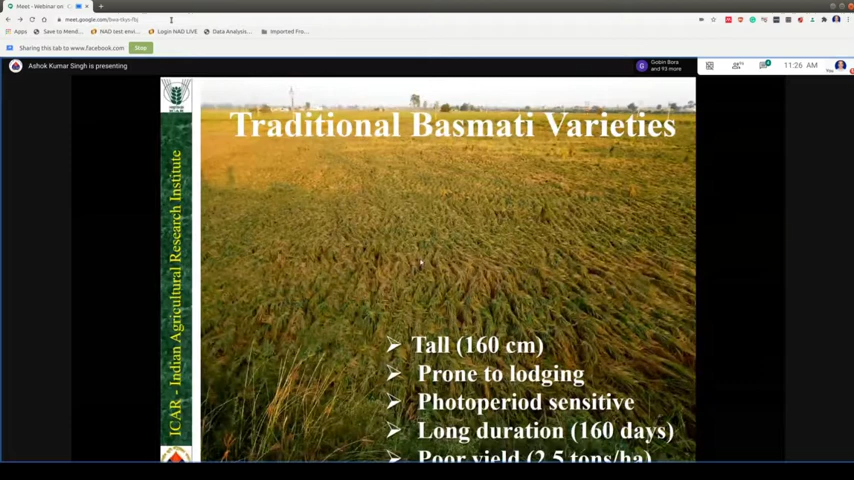 Meet - Webinar on
meet.google.com/bwa-tkyo-fbj
Apps Save to Mend... NAD test envi... Login NAD LIVE Data Analysis... Imported Fro...
Sharing this tab to www.facebook.com Stop
Ashok Kumar Singh is presenting
G Gobin Bora
and 93 more
11:26 AM
You
Traditional Basmati Varieties
ICAR - Indian Agricultural Research Institute
➢ Tall (160 cm)
➢ Prone to lodging
➢ Photoperiod sensitive
➢ Long duration (160 days)
➢ Poor yield (2.5 tons/ha)